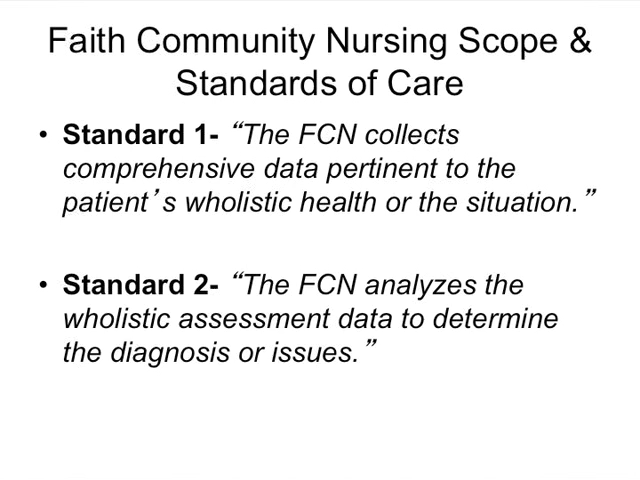 Faith Community Nursing Scope &
Standards of Care
• Standard 1- “The FCN collects
comprehensive data pertinent to the
patient’s wholistic health or the situation.”
• Standard 2- “The FCN analyzes the
wholistic assessment data to determine
the diagnosis or issues.”